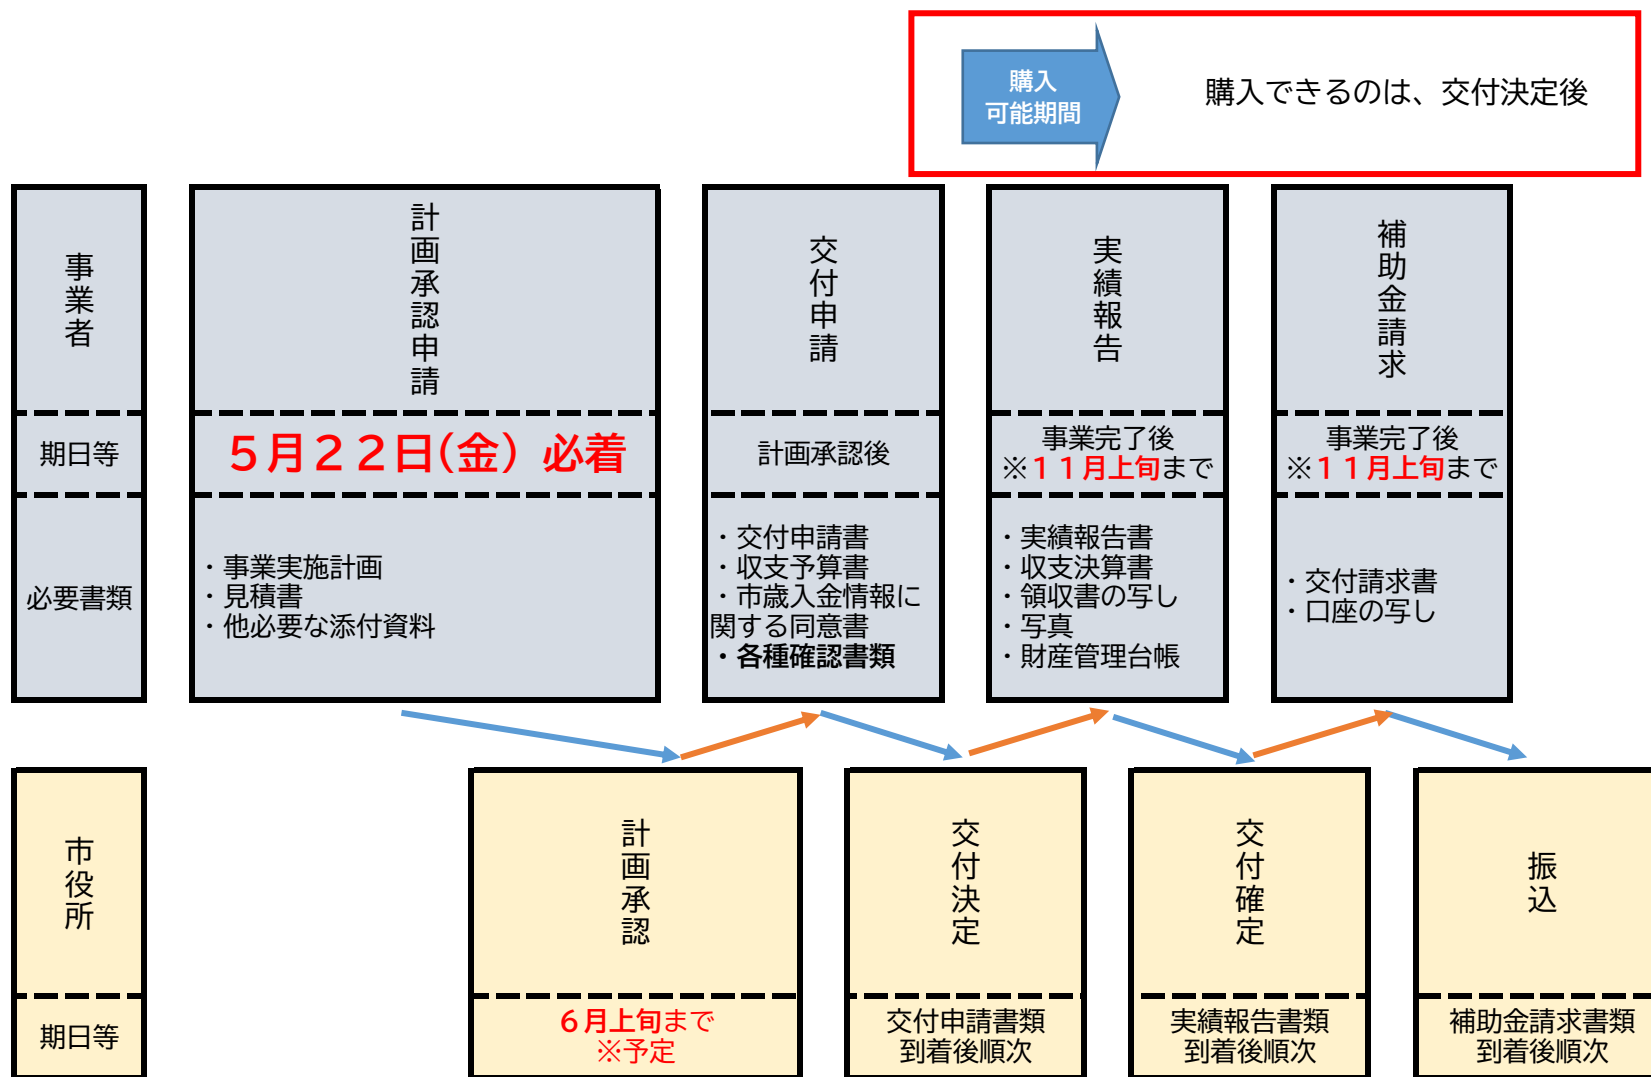 購入
可能期間
購入できるのは、交付決定後
事業者
計画承認申請
交付申請
実績報告
補助金請求
期日等
５月２２日(金）必着
計画承認後
事業完了後
※１１月上旬まで
事業完了後
※１１月上旬まで
必要書類
・事業実施計画
・見積書
・他必要な添付資料
・交付申請書
・収支予算書
・市歳入金情報に
関する同意書
・各種確認書類
・実績報告書
・収支決算書
・領収書の写し
・写真
・財産管理台帳
・交付請求書
・口座の写し
市役所
計画承認
交付決定
交付確定
振込
期日等
６月上旬まで
※予定
交付申請書類
到着後順次
実績報告書類
到着後順次
補助金請求書類
到着後順次